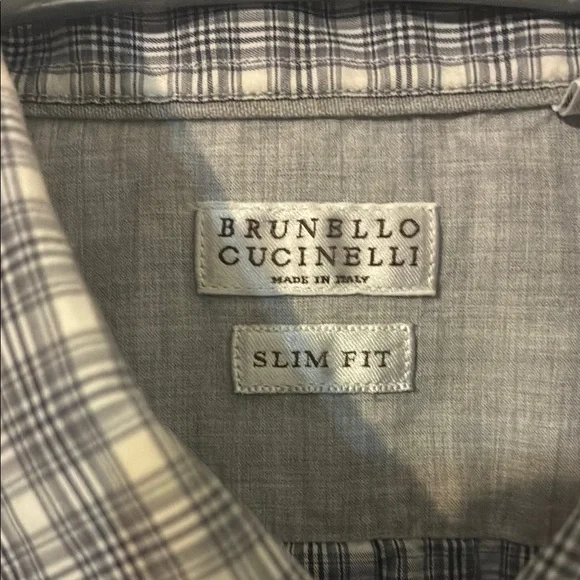 BRUNELLO
CUCINELLI
MADE IN ITALY
SLIM FIT